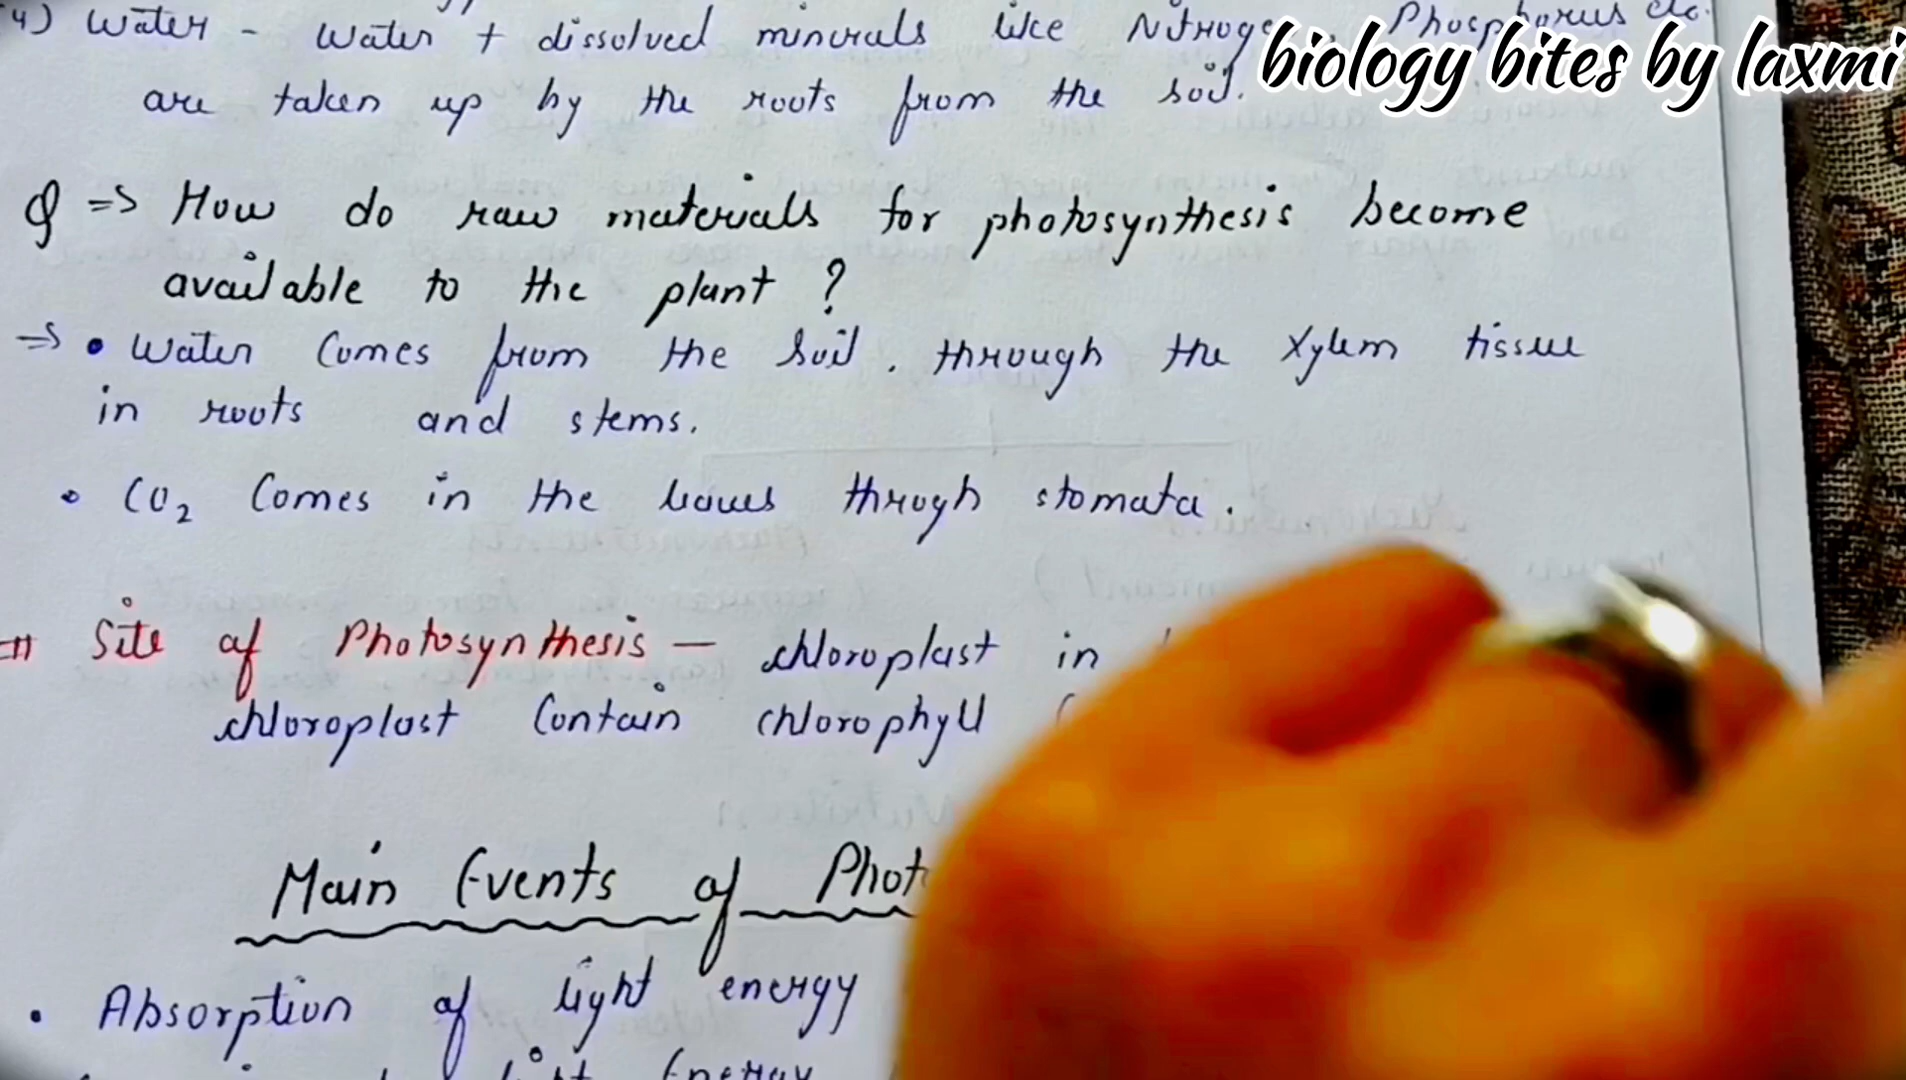 4) Water - Water + dissolved minerals like Phosphorus etc.
biology bites by laxmi
are taken up by the roots from the soil.
Q => How do raw materials for photosynthesis become
available to the plant ?
=> • Water Comes from the Soil . through the Xylem tissue
in roots and stems.
• CO2 Comes in the leaves through stomata .
Site of Photosynthesis - chloroplast in
chloroplast Contain chlorophyll
Main Events of
• Absorption of light energy
light Energy